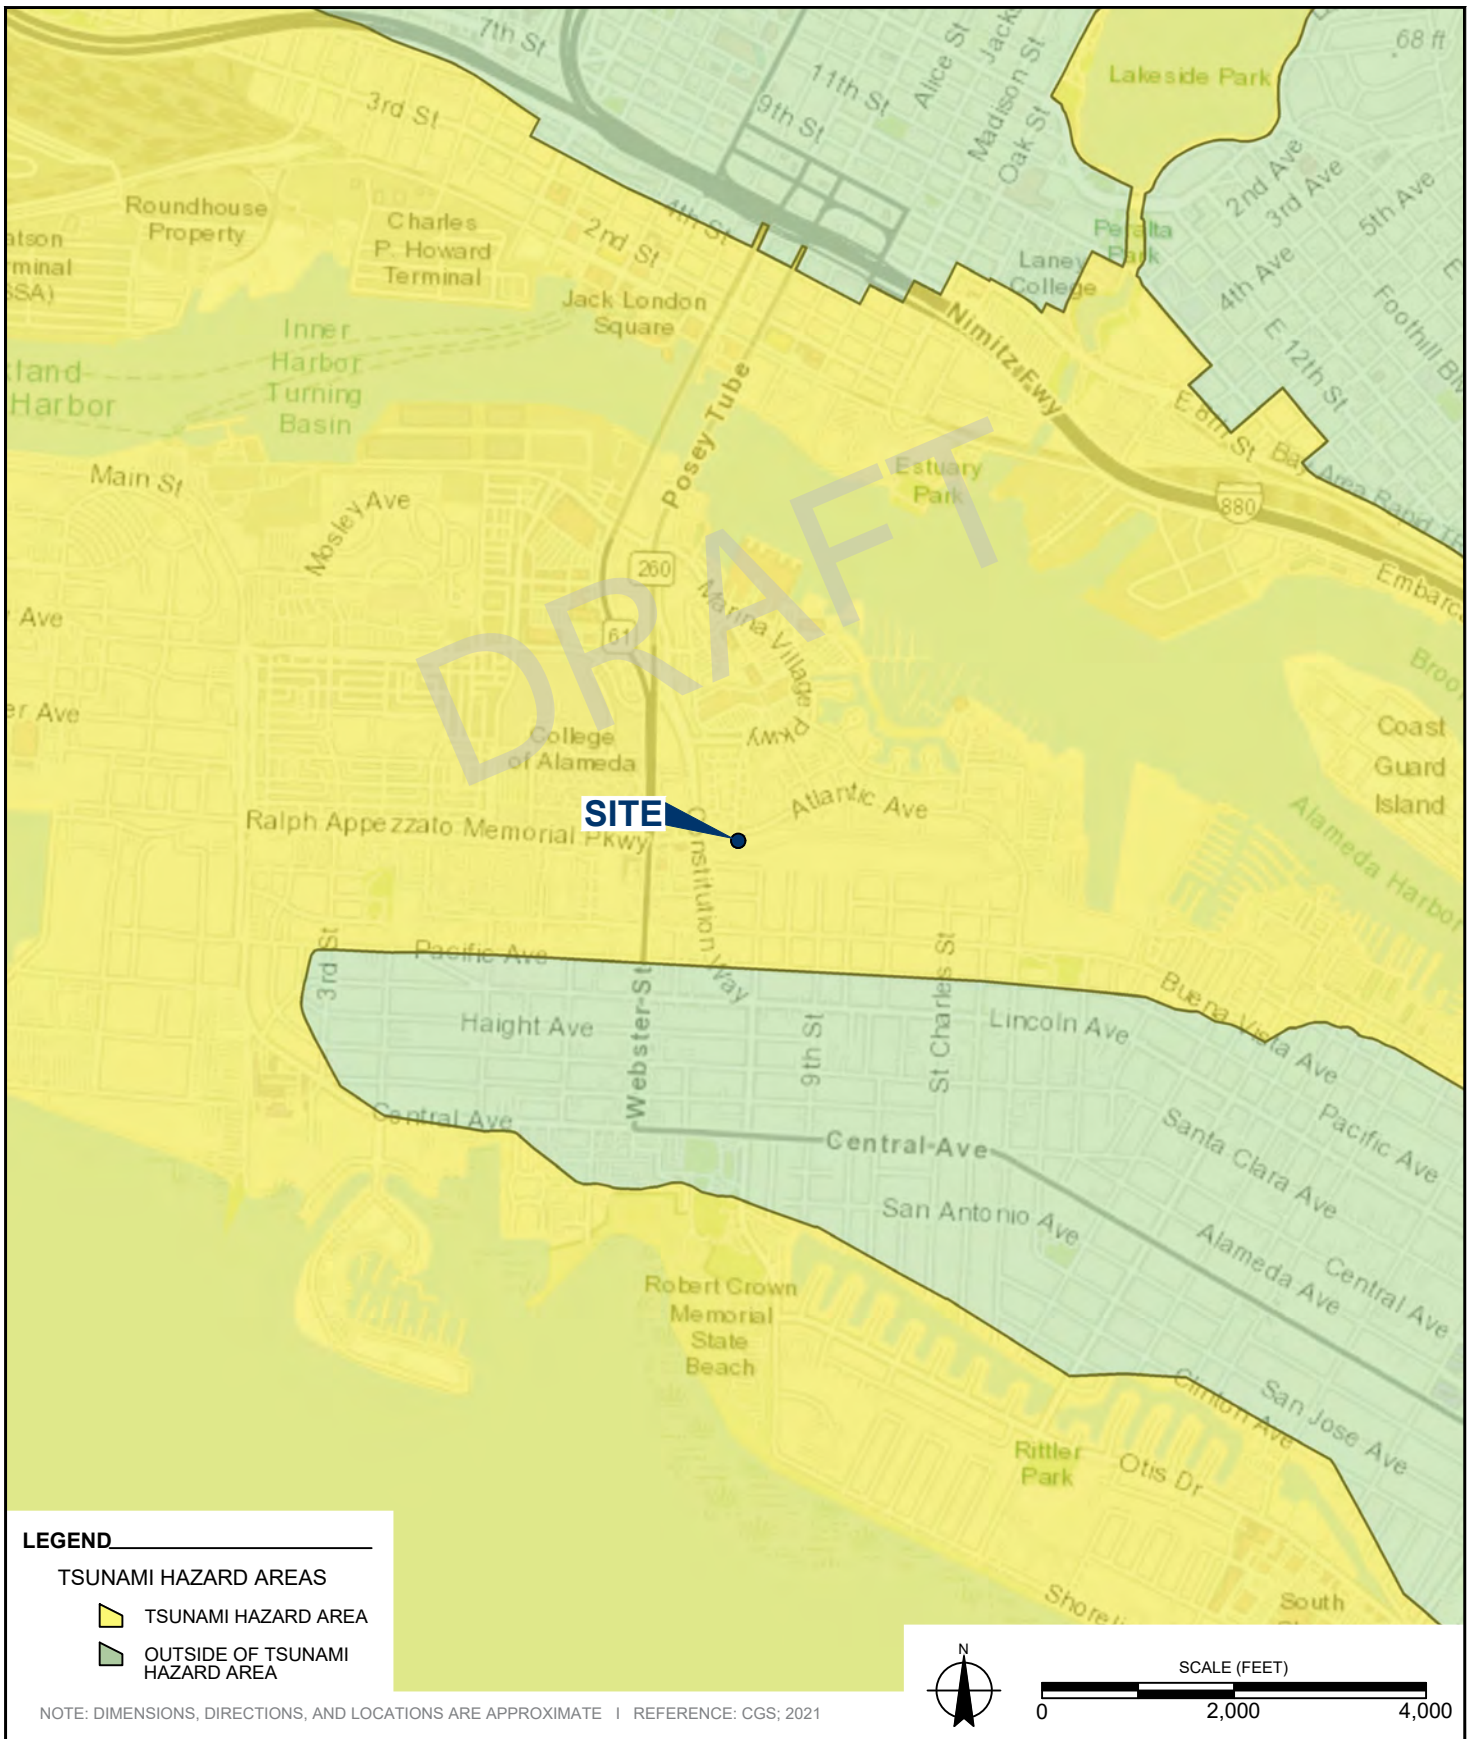 7th St
11th St
9th St
Alice St
Jacks
Madison St
Oak St
Lakeside Park
68 ft
3rd St
2nd Ave
3rd Ave
5th Ave
4th Ave
Roundhouse
Property
Charles
P. Howard
Terminal
4th St
2nd St
Peralta
Park
Laney
College
Foothill Blv
E 12th St
Jack London
Square
Inner
Harbor
Turning
Basin
Harbor
Nimitz Fwy
Posey Tube
E 8th St
Bay Area Rapid
880
Estuary
Park
Main St
Mosley Ave
Embarc
260
61
Marina Village
Pkwy
DRAFT
Ave
er Ave
College
of Alameda
Coast
Guard
Island
Alameda Harbor
SITE
Atlantic Ave
Ralph Appezzato Memorial Pkwy
Constitution Way
3rd St
Pacific Ave
Haight Ave
Webster St
9th St
St Charles St
Lincoln Ave
Buena Vista Ave
Central Ave
Central Ave
Santa Clara Ave
Pacific Ave
San Antonio Ave
Alameda Ave
Central Ave
Robert Crown
Memorial
State
Beach
Clinton Ave
San Jose Ave
Rittler
Park
Otis Dr
South
LEGEND
TSUNAMI HAZARD AREAS
TSUNAMI HAZARD AREA
OUTSIDE OF TSUNAMI
HAZARD AREA
NOTE: DIMENSIONS, DIRECTIONS, AND LOCATIONS ARE APPROXIMATE I REFERENCE: CGS; 2021
N
SCALE (FEET)
0 2,000 4,000